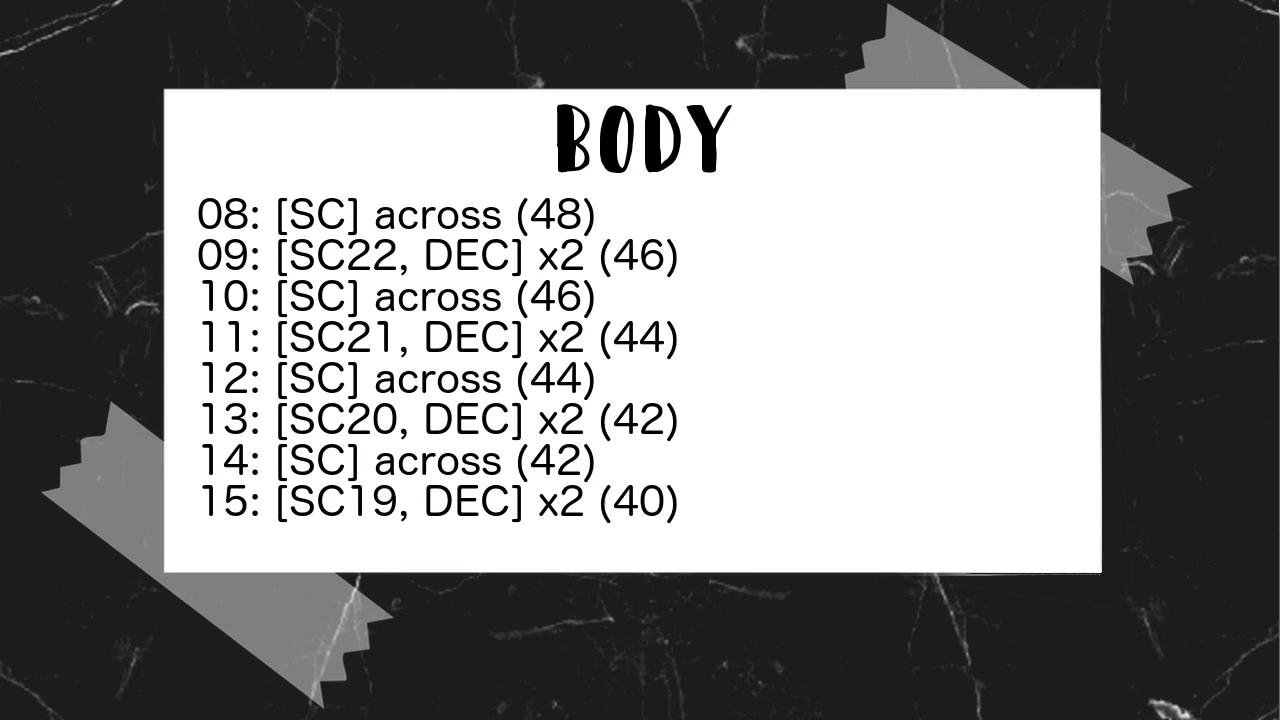 BODY
08: [SC] across (48)
09: [SC22, DEC] x2 (46)
10: [SC] across (46)
11: [SC21, DEC] x2 (44)
12: [SC] across (44)
13: [SC20, DEC] x2 (42)
14: [SC] across (42)
15: [SC19, DEC] x2 (40)